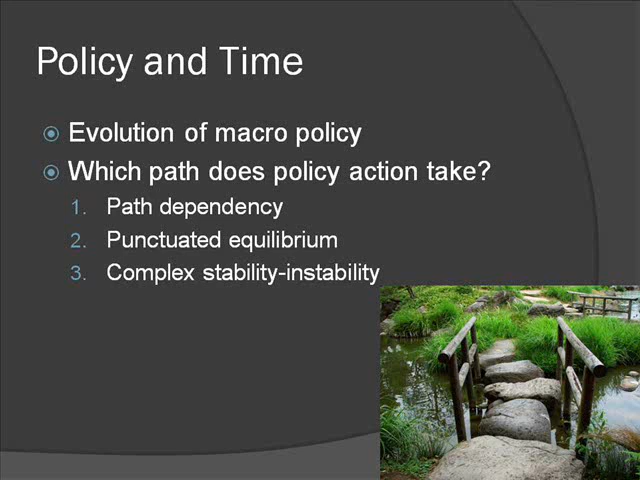 Policy and Time
Evolution of macro policy
Which path does policy action take?
1. Path dependency
2. Punctuated equilibrium
3. Complex stability-instability